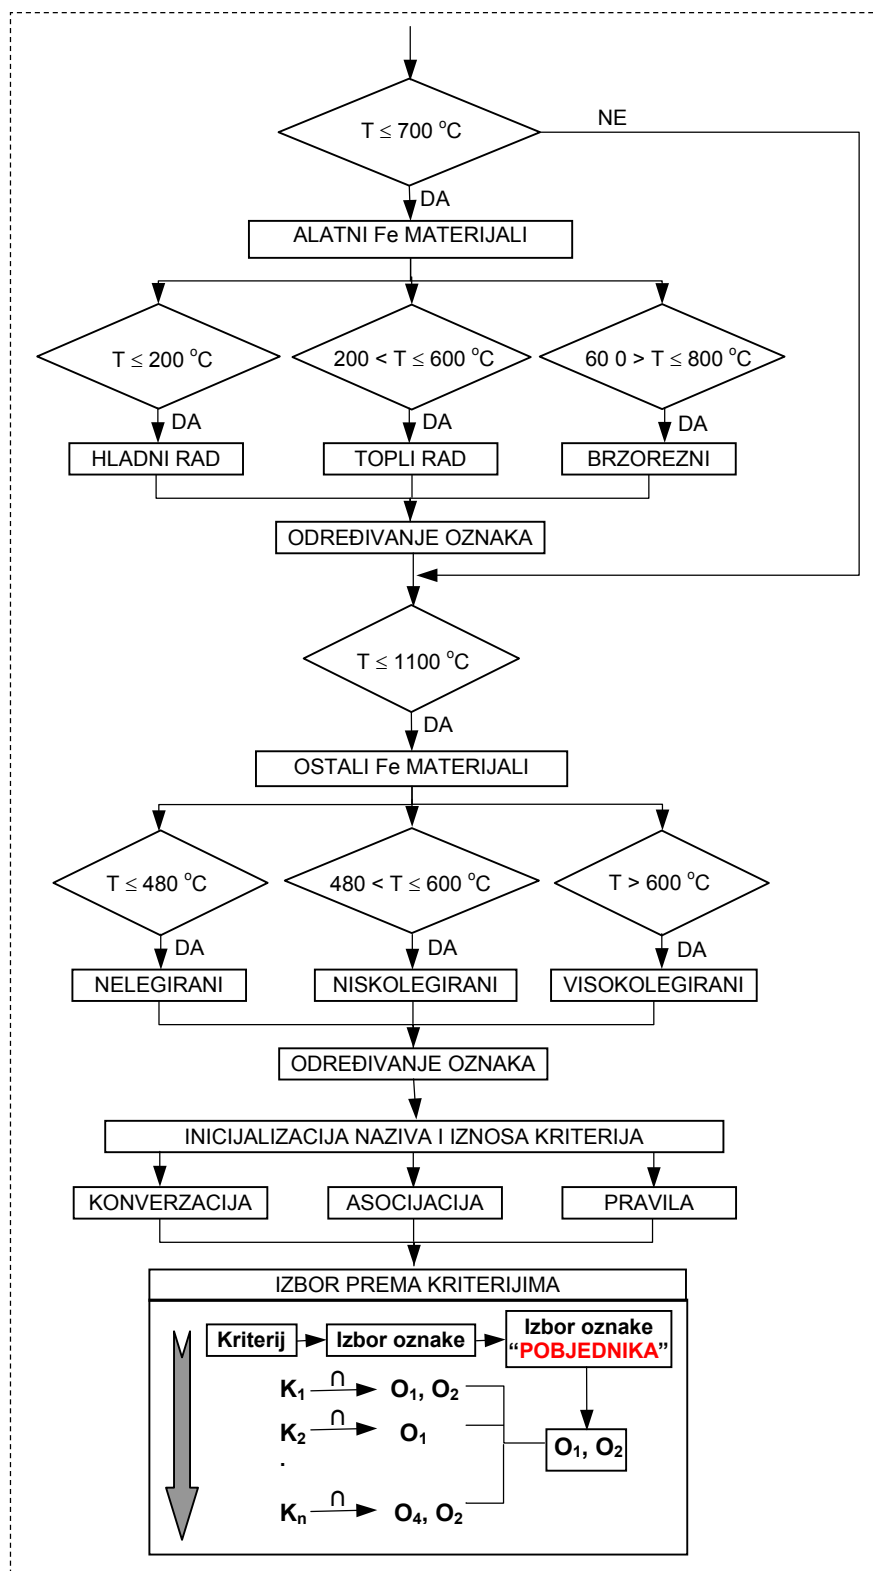 T ≤ 700 °C
NE
DA
ALATNI Fe MATERIJALI
T ≤ 200 °C
200 < T ≤ 600 °C
60 0 > T ≤ 800 °C
DA
DA
DA
HLADNI RAD
TOPLI RAD
BRZOREZNI
ODREĐIVANJE OZNAKA
T ≤ 1100 °C
DA
OSTALI Fe MATERIJALI
T ≤ 480 °C
480 < T ≤ 600 °C
T > 600 °C
DA
DA
DA
NELEGIRANI
NISKOLEGIRANI
VISOKOLEGIRANI
ODREĐIVANJE OZNAKA
INICIJALIZACIJA NAZIVA I IZNOSA KRITERIJA
KONVERZACIJA
ASOCIJACIJA
PRAVILA
IZBOR PREMA KRITERIJIMA
Kriterij
Izbor oznake
Izbor oznake
“POBJEDNIKA”
K₁ ∩ O₁, O₂
K₂ ∩ O₁
.
O₁, O₂
Kₙ ∩ O₄, O₂